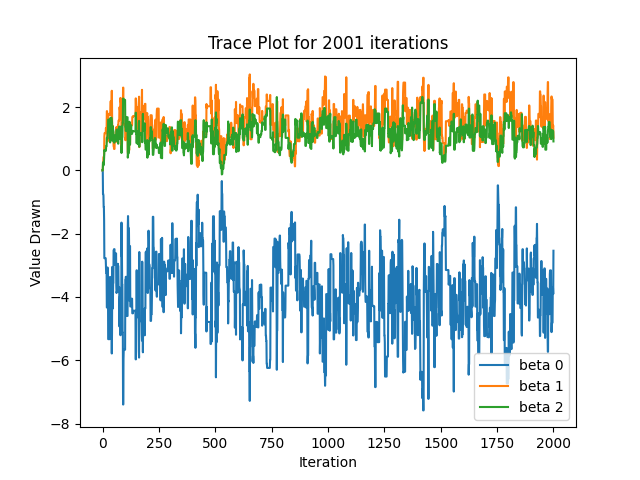 Trace Plot for 2001 iterations
Value Drawn
2
0
−2
−4
−6
−8
0
250
500
750
1000
1250
1500
1750
2000
Iteration
beta 0
beta 1
beta 2